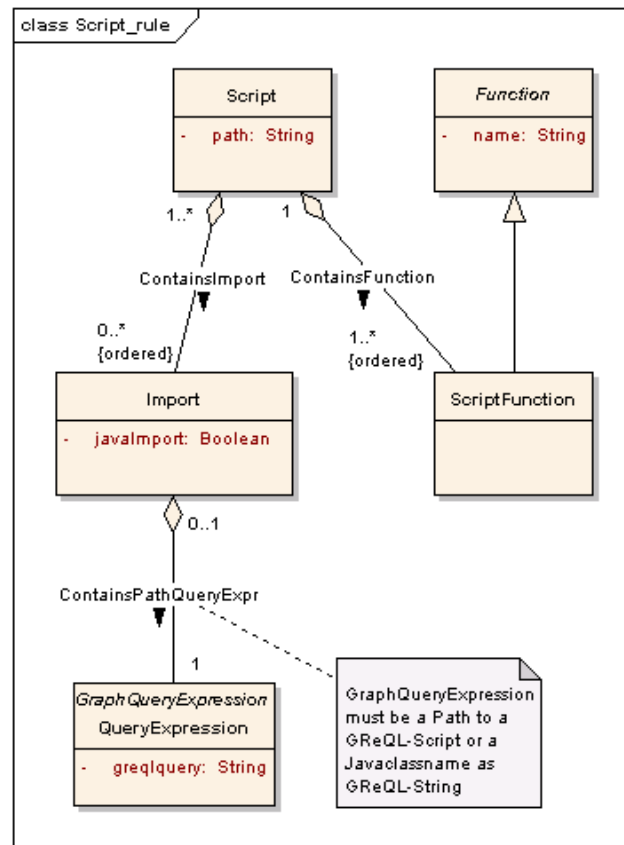 class Script_rule
Script
- path: String
Function
- name: String
1..*
1
ContainsImport
ContainsFunction
0..*
{ordered}
1..*
{ordered}
Import
- javaImport: Boolean
ScriptFunction
0..1
ContainsPathQueryExpr
1
GraphQueryExpression
QueryExpression
- greqlquery: String
GraphQueryExpression
must be a Path to a
GReQL-Script or a
Javaclassname as
GReQL-String